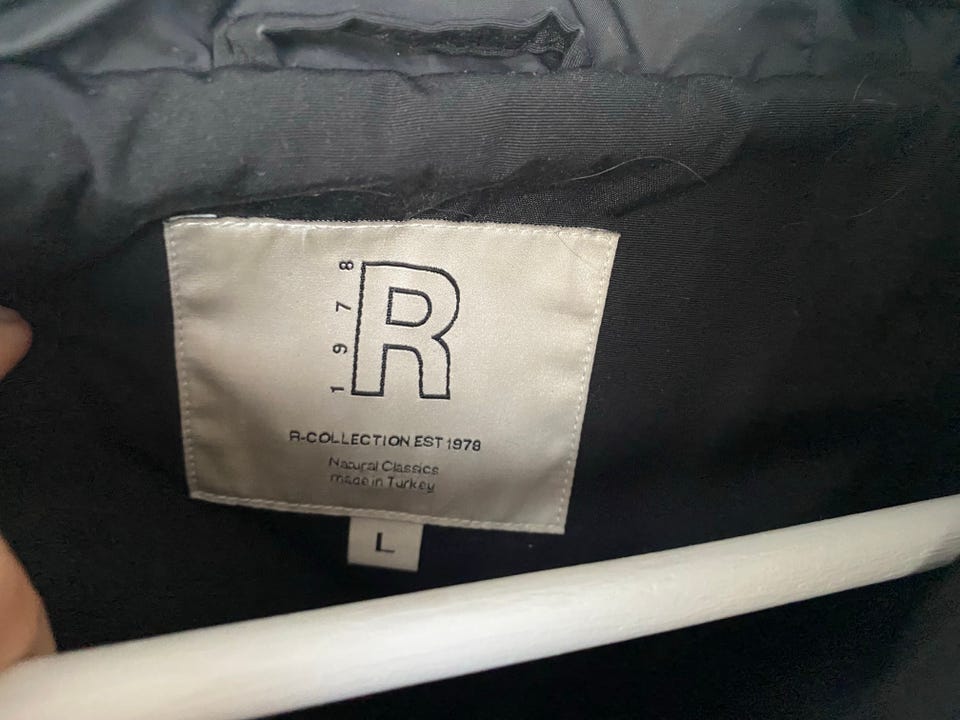 1978
R
R-COLLECTION EST 1978
Natural Classics
made in Turkey
L